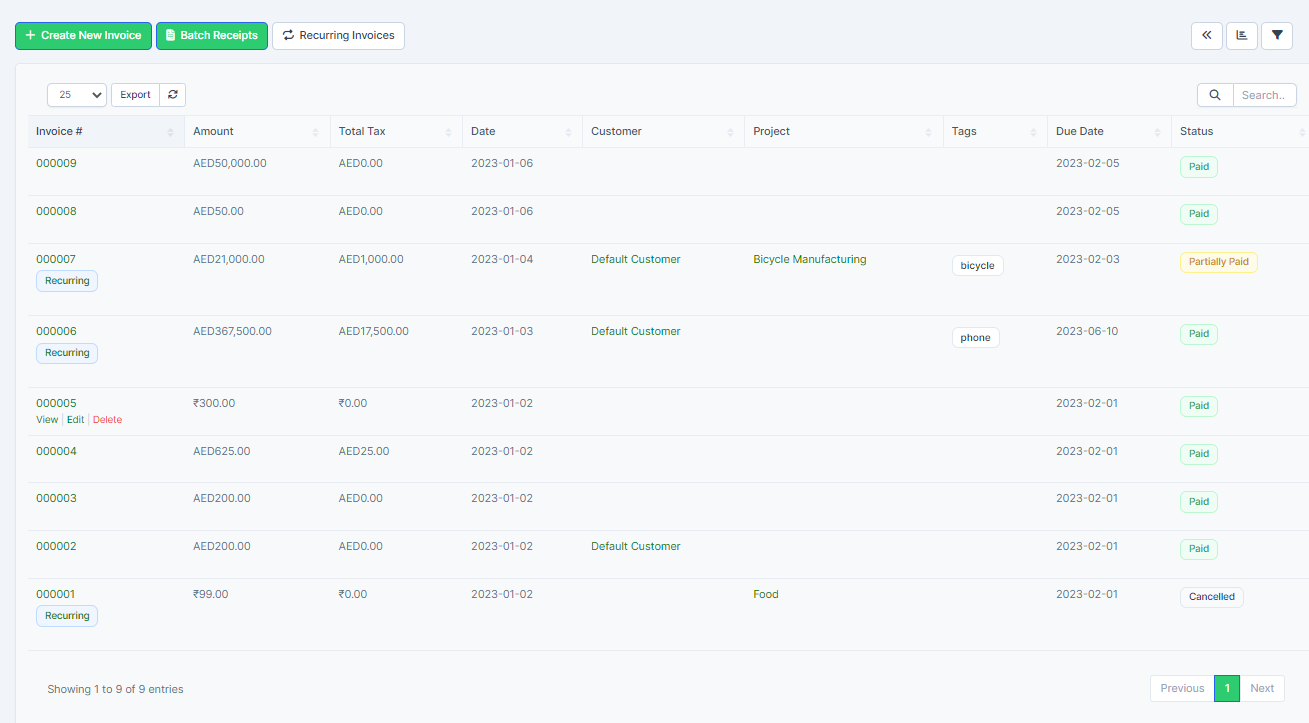 Create New Invoice Batch Receipts Recurring Invoices
25 Export Search..
Invoice # Amount Total Tax Date Customer Project Tags Due Date Status
000009 AED50,000.00 AED0.00 2023-01-06 2023-02-05 Paid
000008 AED50.00 AED0.00 2023-01-06 2023-02-05 Paid
000007 AED21,000.00 AED1,000.00 2023-01-04 Default Customer Bicycle Manufacturing bicycle 2023-02-03 Partially Paid
Recurring
000006 AED367,500.00 AED17,500.00 2023-01-03 Default Customer phone 2023-06-10 Paid
Recurring
000005 ₹300.00 ₹0.00 2023-01-02 2023-02-01 Paid
View Edit Delete
000004 AED625.00 AED25.00 2023-01-02 2023-02-01 Paid
000003 AED200.00 AED0.00 2023-01-02 2023-02-01 Paid
000002 AED200.00 AED0.00 2023-01-02 Default Customer 2023-02-01 Paid
000001 ₹99.00 ₹0.00 2023-01-02 Food 2023-02-01 Cancelled
Recurring
Showing 1 to 9 of 9 entries Previous 1 Next